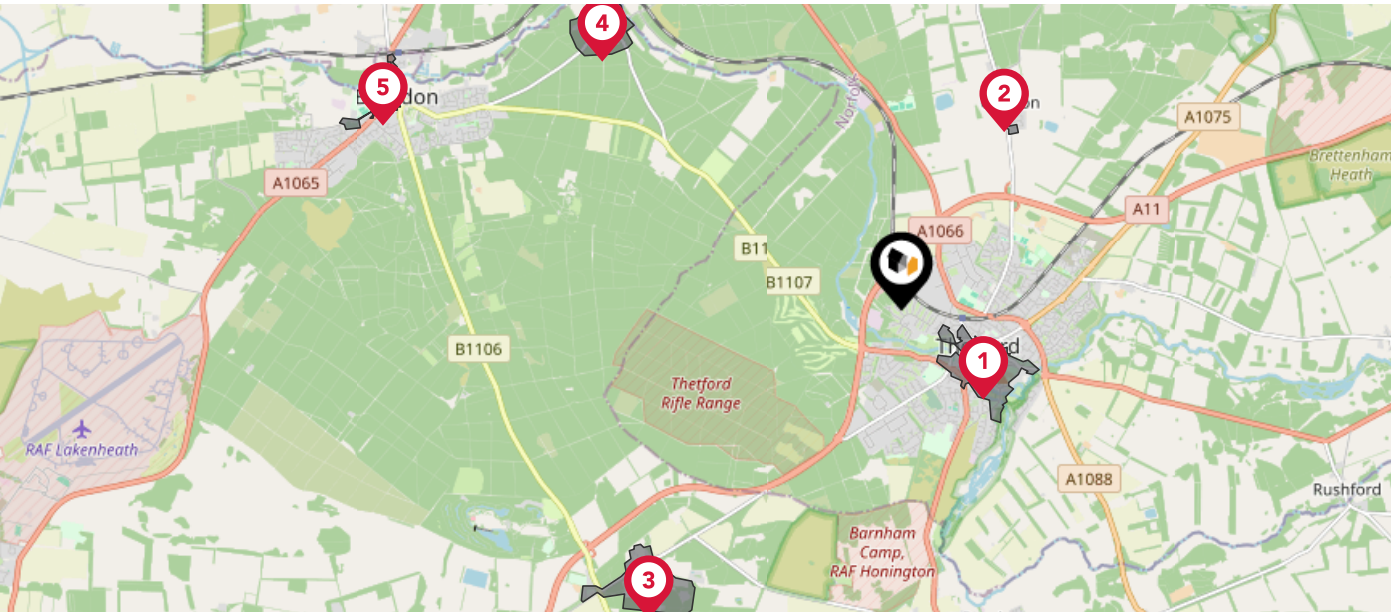 4
5
2
A1075
Norfolk
Brettenham
Heath
A1065
A11
A1066
B11
B1107
B1106
1
Thetford
Rifle Range
RAF Lakenheath
A1088
Rushford
Barnham
Camp,
RAF Honington
3